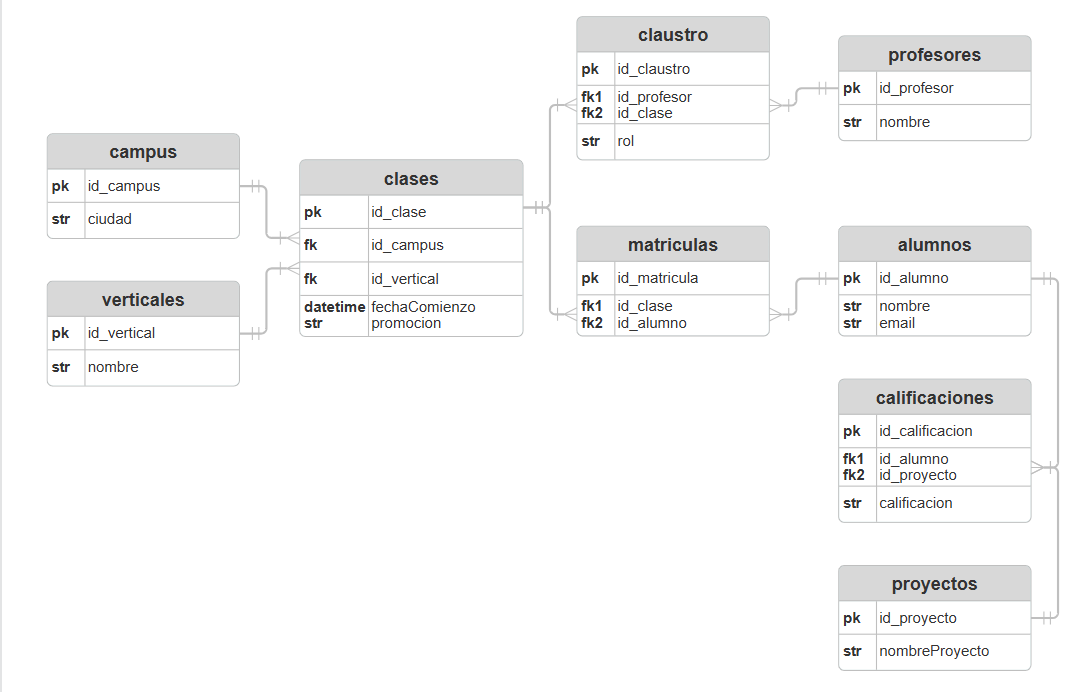 campus
pk id_campus
str ciudad
verticales
pk id_vertical
str nombre
clases
pk id_clase
fk id_campus
fk id_vertical
datetime fechaComienzo
str promocion
claustro
pk id_claustro
fk1 id_profesor
fk2 id_clase
str rol
profesores
pk id_profesor
str nombre
matriculas
pk id_matricula
fk1 id_clase
fk2 id_alumno
alumnos
pk id_alumno
str nombre
str email
calificaciones
pk id_calificacion
fk1 id_alumno
fk2 id_proyecto
str calificacion
proyectos
pk id_proyecto
str nombreProyecto